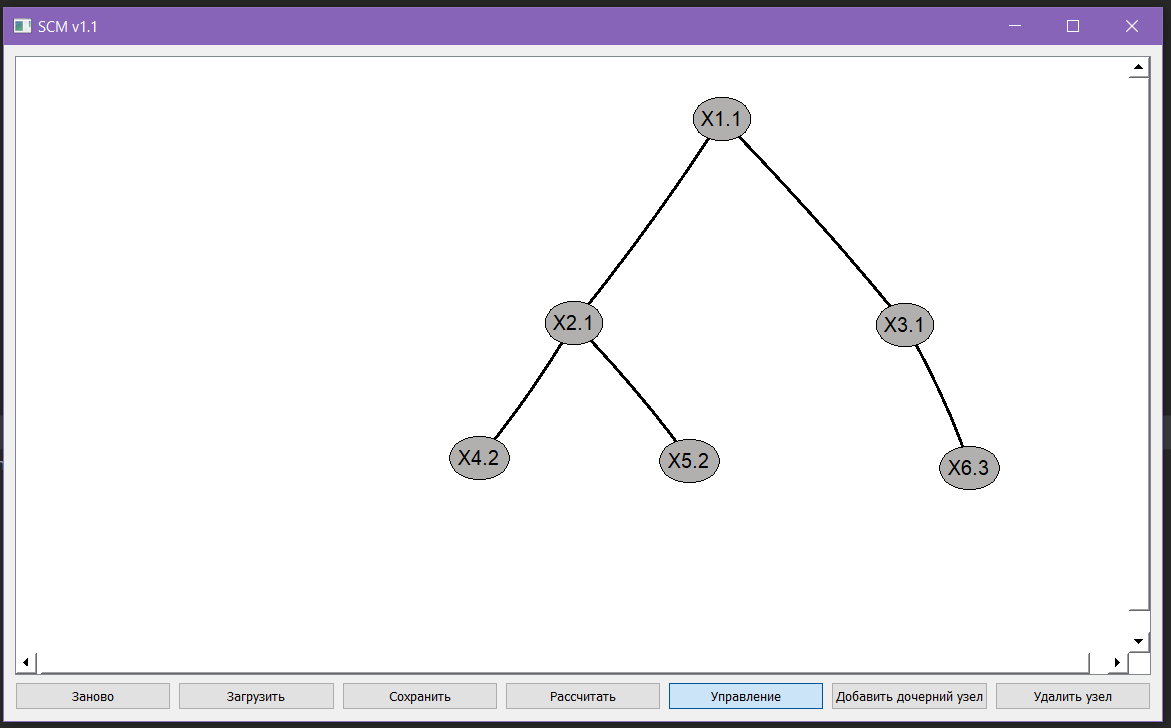 SCM v1.1
X1.1
X2.1
X3.1
X4.2
X5.2
X6.3
Заново
Загрузить
Сохранить
Рассчитать
Управление
Добавить дочерний узел
Удалить узел